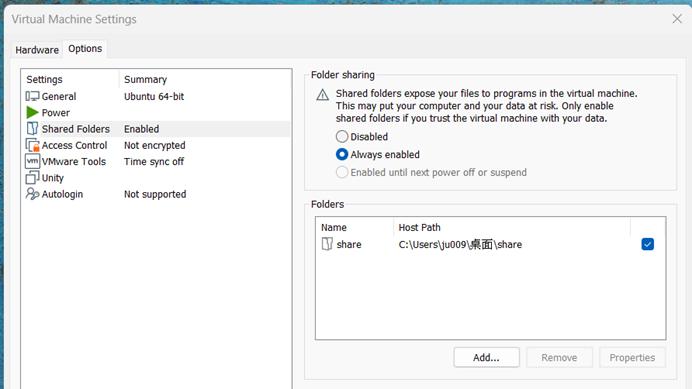 Virtual Machine Settings
Hardware Options
Settings Summary
General Ubuntu 64-bit
Power
Shared Folders Enabled
Access Control Not encrypted
vm VMware Tools Time sync off
Unity
Autologin Not supported
Folder sharing
Shared folders expose your files to programs in the virtual machine.
This may put your computer and your data at risk. Only enable
shared folders if you trust the virtual machine with your data.
Disabled
Always enabled
Enabled until next power off or suspend
Folders
Name Host Path
share C:\Users\ju009\桌面\share
Add... Remove Properties